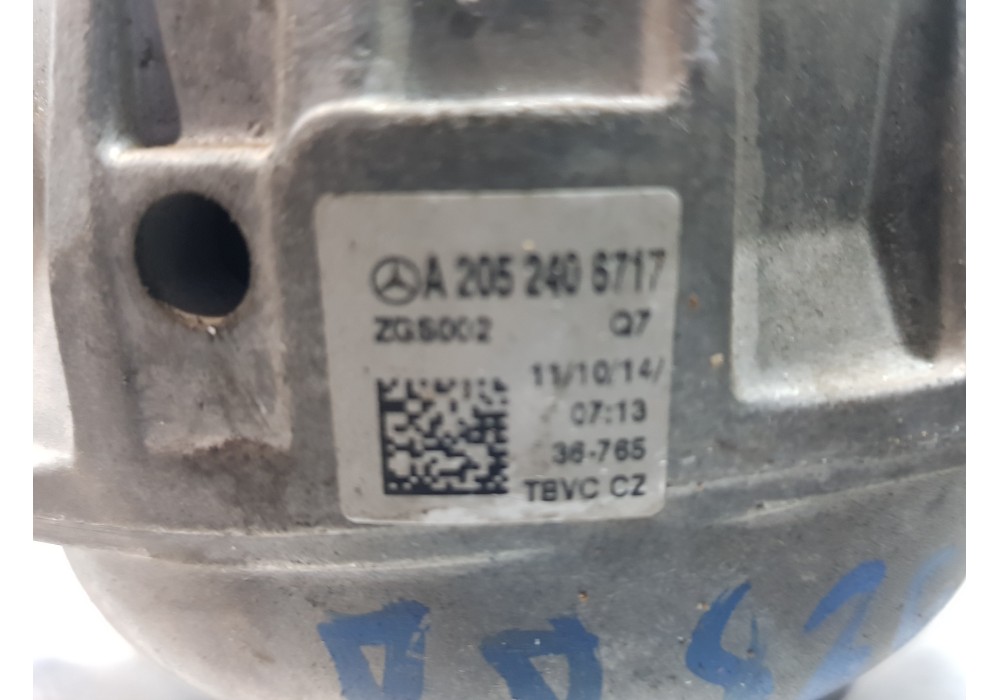 A 205 240 6717
ZGS002 Q7
11/10/14/
07:13
36-765
TBVC CZ